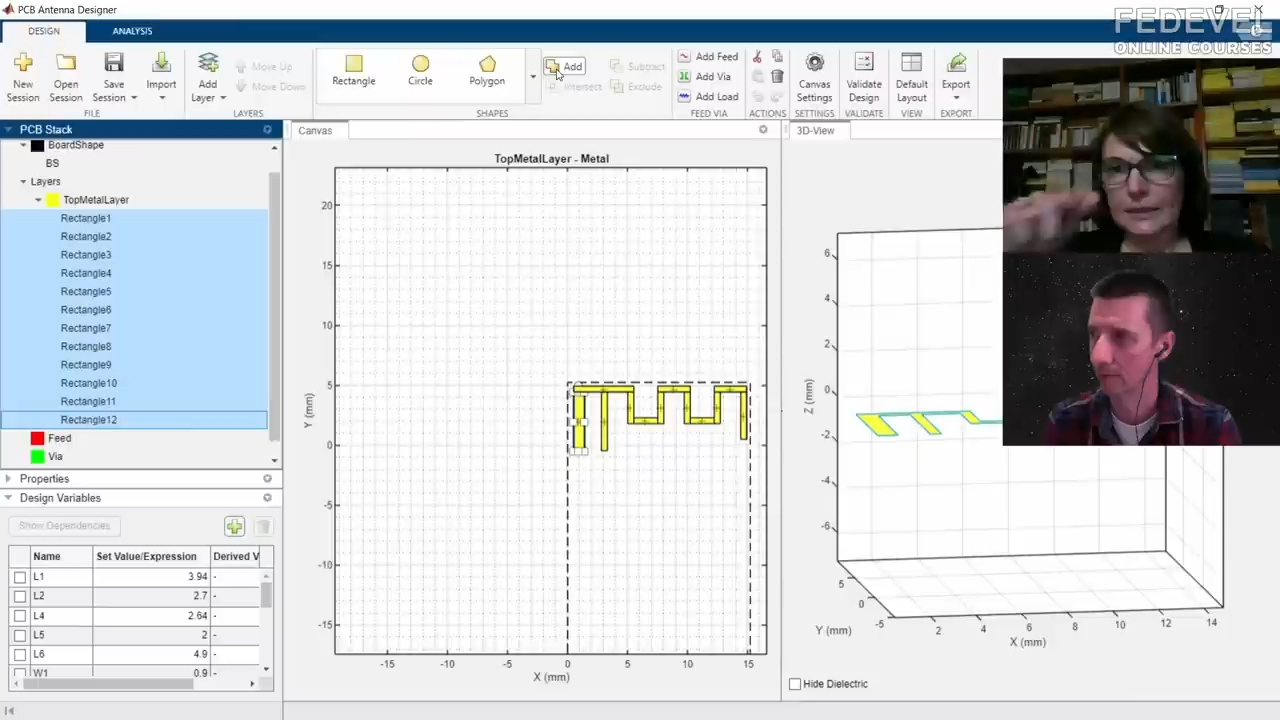 PCB Antenna Designer
FEDEVEL
ONLINE COURSES
DESIGN ANALYSIS
New Session
Open Session
Save Session
Import
Add Layer
Move Up
Move Down
Rectangle
Circle
Polygon
Add
Subtract
Intersect
Exclude
Add Feed
Add Via
Add Load
Canvas Settings
Validate Design
Default Layout
Export
FILE LAYERS SHAPES FEED VIA ACTIONS SETTINGS VALIDATE VIEW EXPORT
PCB Stack
BoardShape
BS
Layers
TopMetalLayer
Rectangle1
Rectangle2
Rectangle3
Rectangle4
Rectangle5
Rectangle6
Rectangle7
Rectangle8
Rectangle9
Rectangle10
Rectangle11
Rectangle12
Feed
Via
Properties
Design Variables
Show Dependencies
Name Set Value/Expression Derived V
L1 3.94 -
L2 2.7 -
L4 2.64 -
L5 2 -
L6 4.9 -
W1 0.9 -
Canvas
TopMetalLayer - Metal
20
15
10
5
0
-5
-10
-15
Y (mm)
-15 -10 -5 0 5 10 15
X (mm)
3D-View
6
4
2
0
-2
-4
-6
Z (mm)
5
0
-5
Y (mm)
2 4 6 8 10 12 14
X (mm)
Hide Dielectric